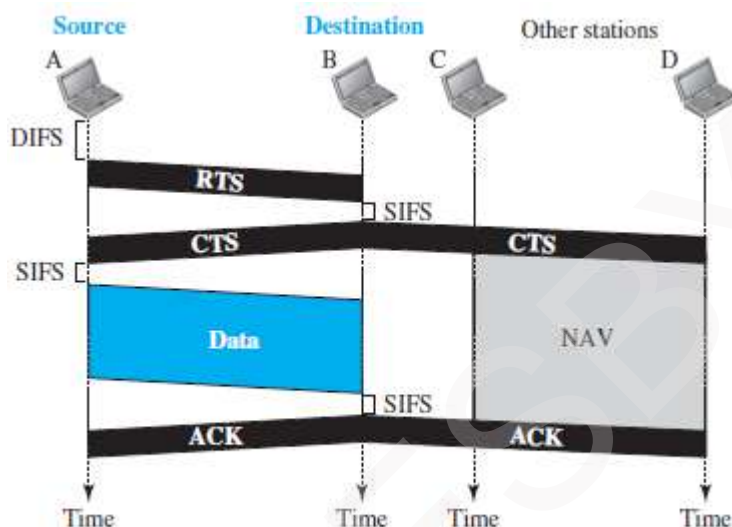 Source Destination Other stations
A B C D
DIFS
RTS
SIFS
CTS CTS
SIFS
Data NAV
SIFS
ACK ACK
Time Time Time Time